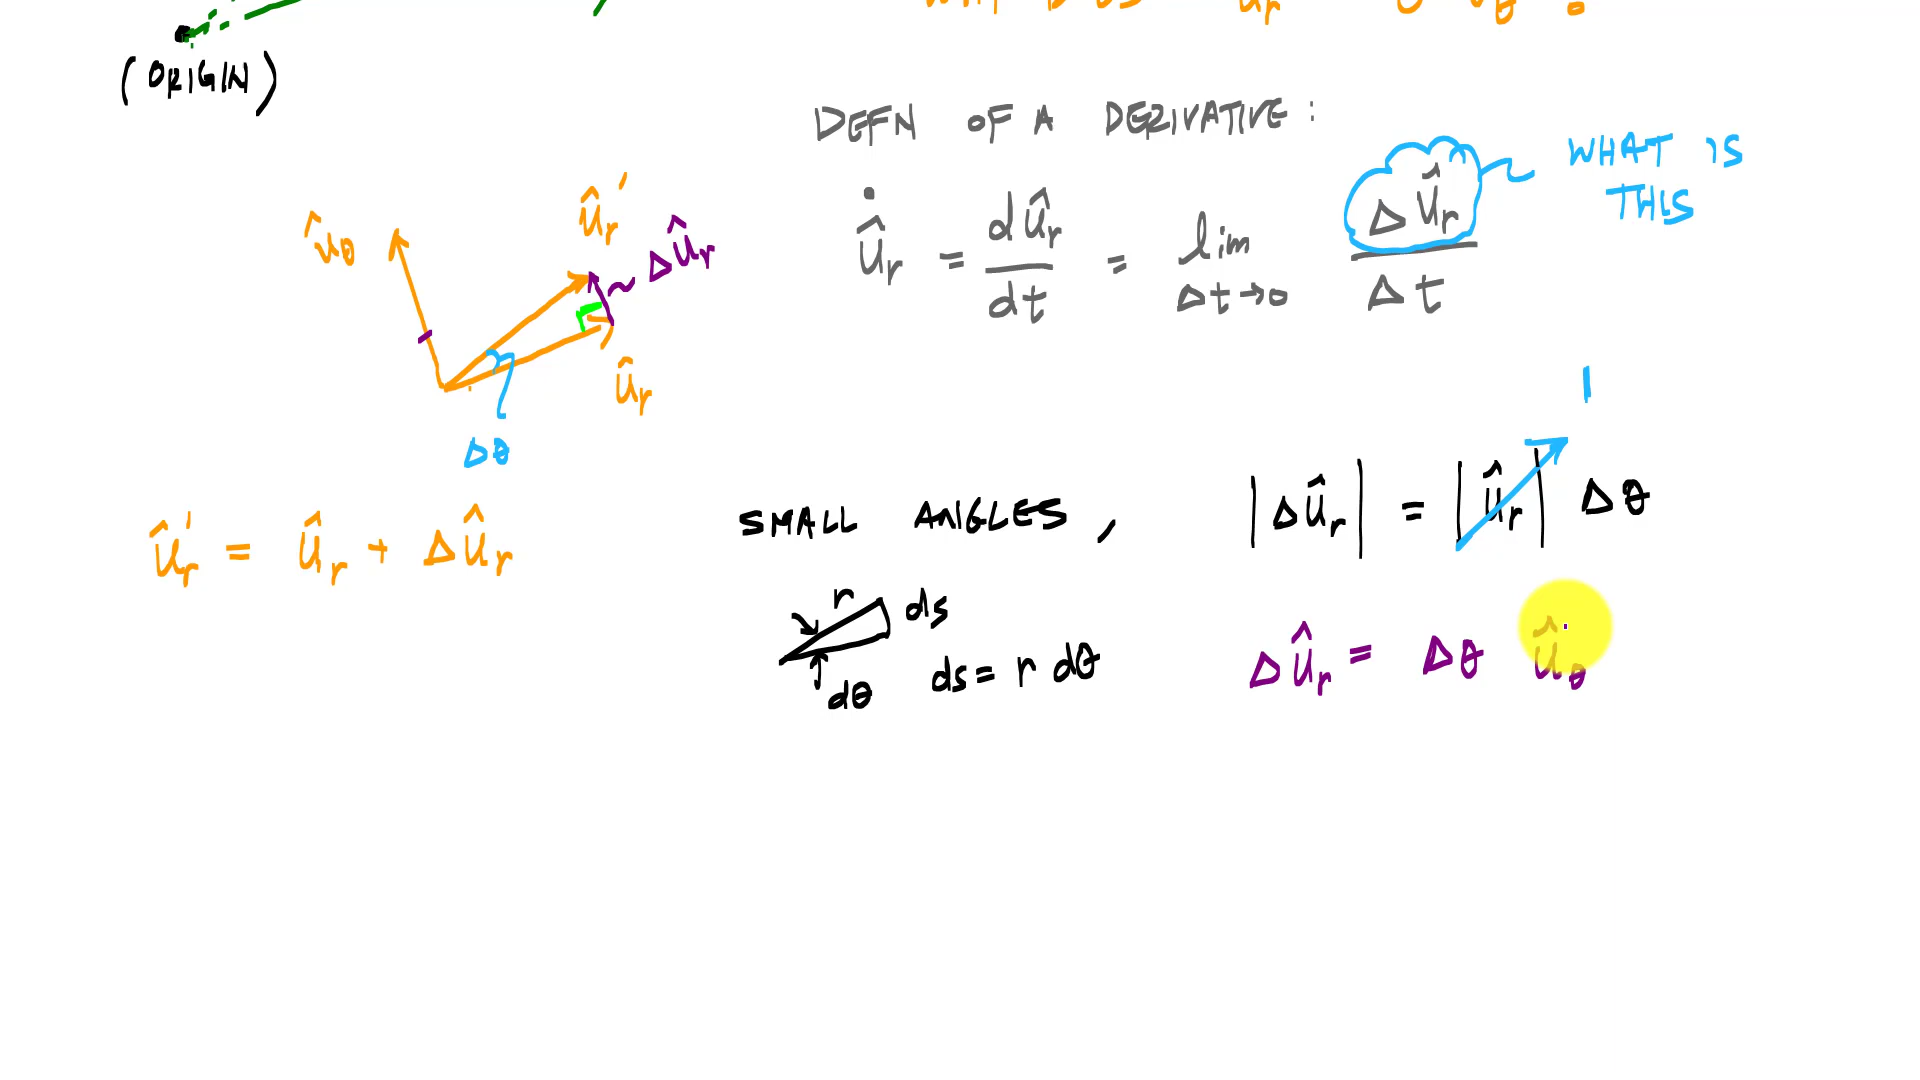 (ORIGIN)
DEFN OF A DERIVATIVE:
WHAT IS
THIS
û_θ
û_r′
Δû_r
û_r
Δθ
û̇_r = dû_r/dt = lim Δt→0 Δû_r/Δt
û_r′ = û_r + Δû_r
SMALL ANGLES, |Δû_r| = |û_r| Δθ
1
r
ds
dθ
ds = r dθ
Δû_r = Δθ û_θ